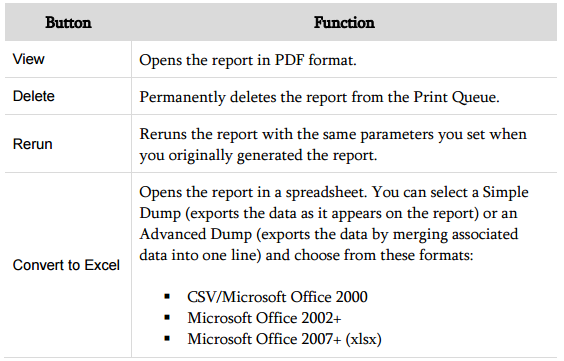 Button Function
View Opens the report in PDF format.
Delete Permanently deletes the report from the Print Queue.
Rerun Reruns the report with the same parameters you set when
you originally generated the report.
Convert to Excel Opens the report in a spreadsheet. You can select a Simple
Dump (exports the data as it appears on the report) or an
Advanced Dump (exports the data by merging associated
data into one line) and choose from these formats:
▪ CSV/Microsoft Office 2000
▪ Microsoft Office 2002+
▪ Microsoft Office 2007+ (xlsx)